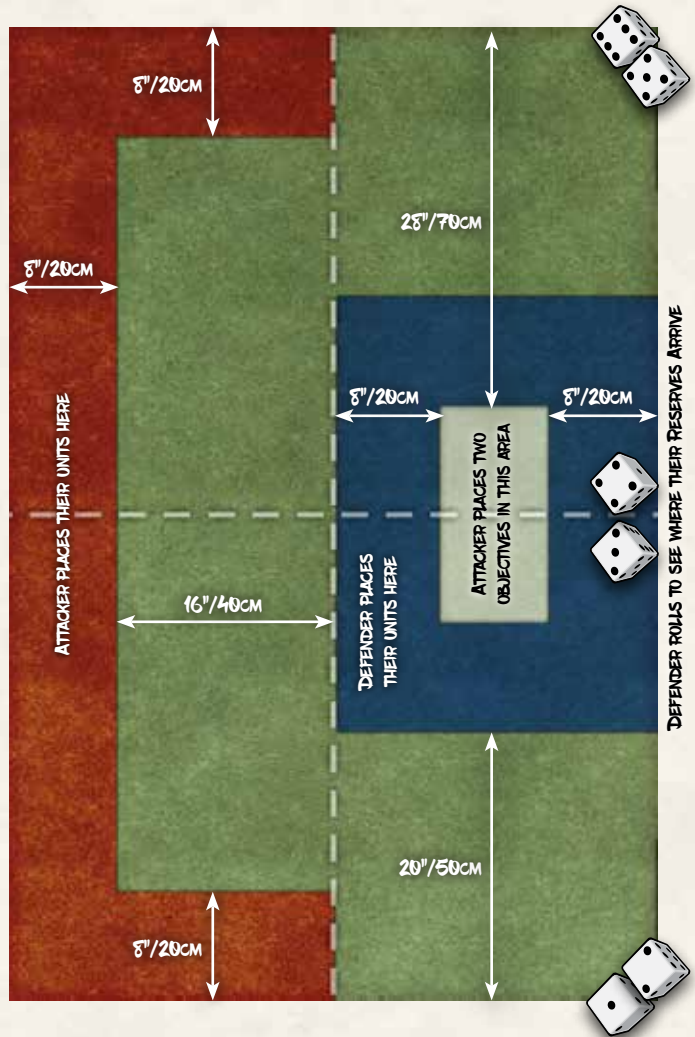 8"/20cm
28"/70cm
8"/20cm
8"/20cm
8"/20cm
Attacker places their units here
Attacker places two
objectives in this area
Defender places
their units here
Defender rolls to see where their reserves arrive
16"/40cm
20"/50cm
8"/20cm